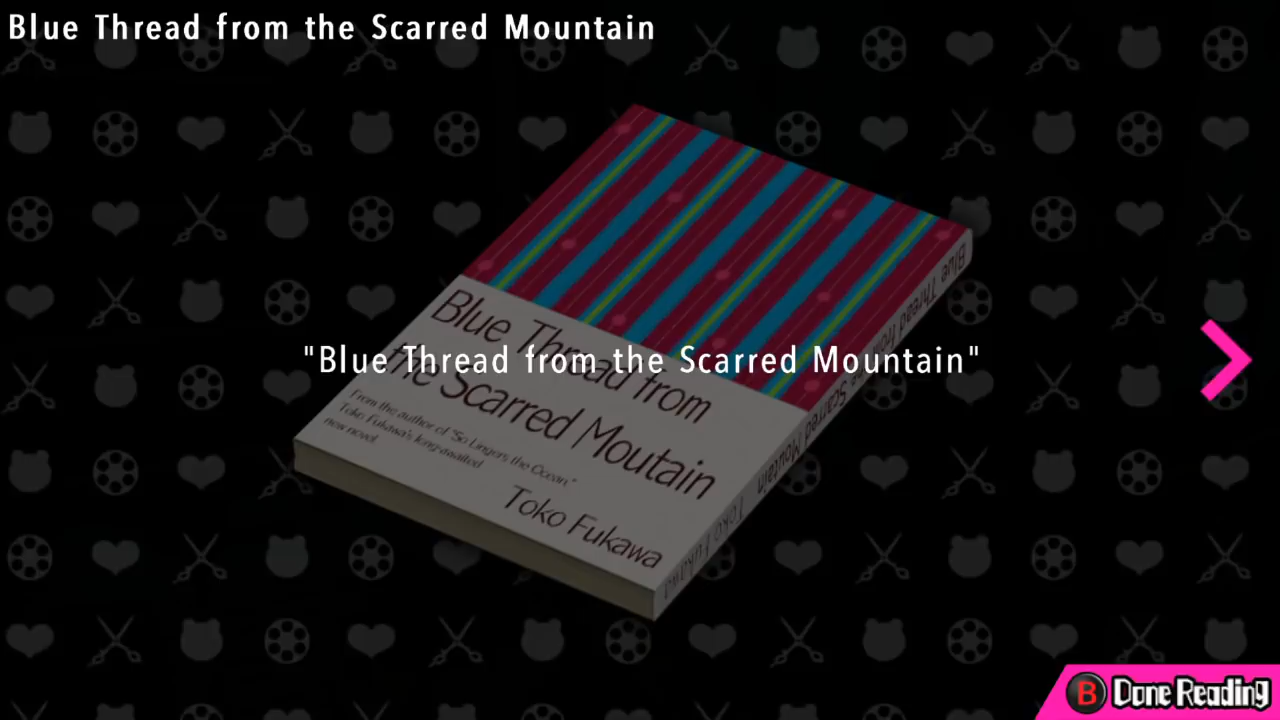 Blue Thread from the Scarred Mountain
"Blue Thread from the Scarred Mountain"
Blue Thread from
the Scarred Moutain
From the author of "So Lingers the Ocean,"
Toko Fukawa's long-awaited
new novel.
Toko Fukawa
Blue Thread from the Scarred Moutain Toko Fukawa
B Done Reading